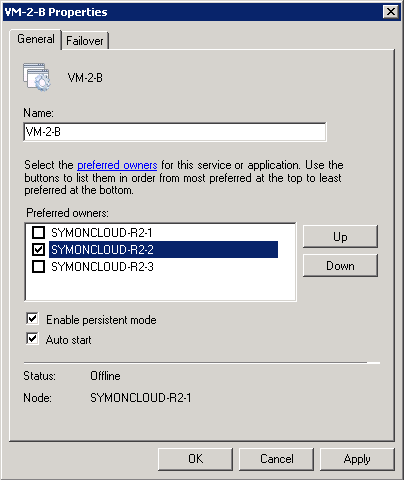 VM-2-B Properties
General
Failover
VM-2-B
Name:
VM-2-B
Select the preferred owners for this service or application. Use the
buttons to list them in order from most preferred at the top to least
preferred at the bottom.
Preferred owners:
SYMONCLOUD-R2-1
SYMONCLOUD-R2-2
SYMONCLOUD-R2-3
Up
Down
Enable persistent mode
Auto start
Status: Offline
Node: SYMONCLOUD-R2-1
OK
Cancel
Apply